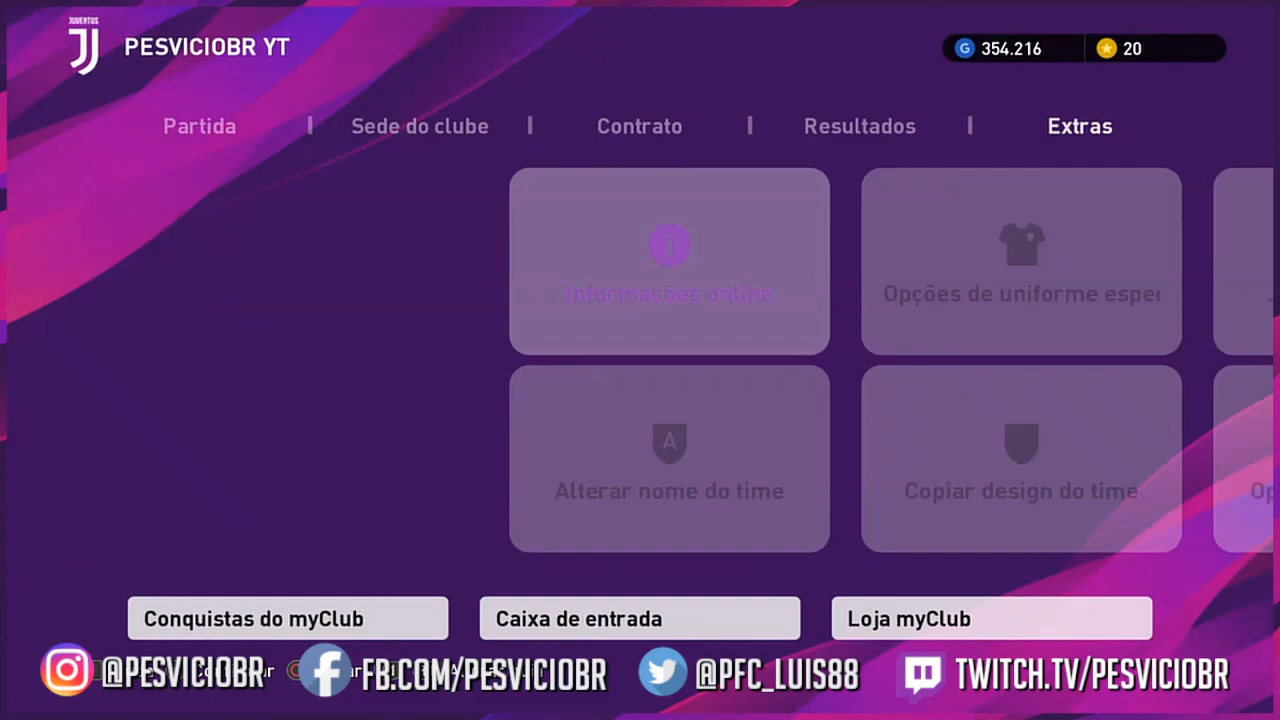 JUVENTUS
PESVICIOBR YT
354.216
20
Partida
Sede do clube
Contrato
Resultados
Extras
Informações online
Opções de uniforme espec
Alterar nome do time
Copiar design do time
Op
Conquistas do myClub
Caixa de entrada
Loja myClub
@PESVICIOBR
FB.COM/PESVICIOBR
@PFC_LUIS88
TWITCH.TV/PESVICIOBR